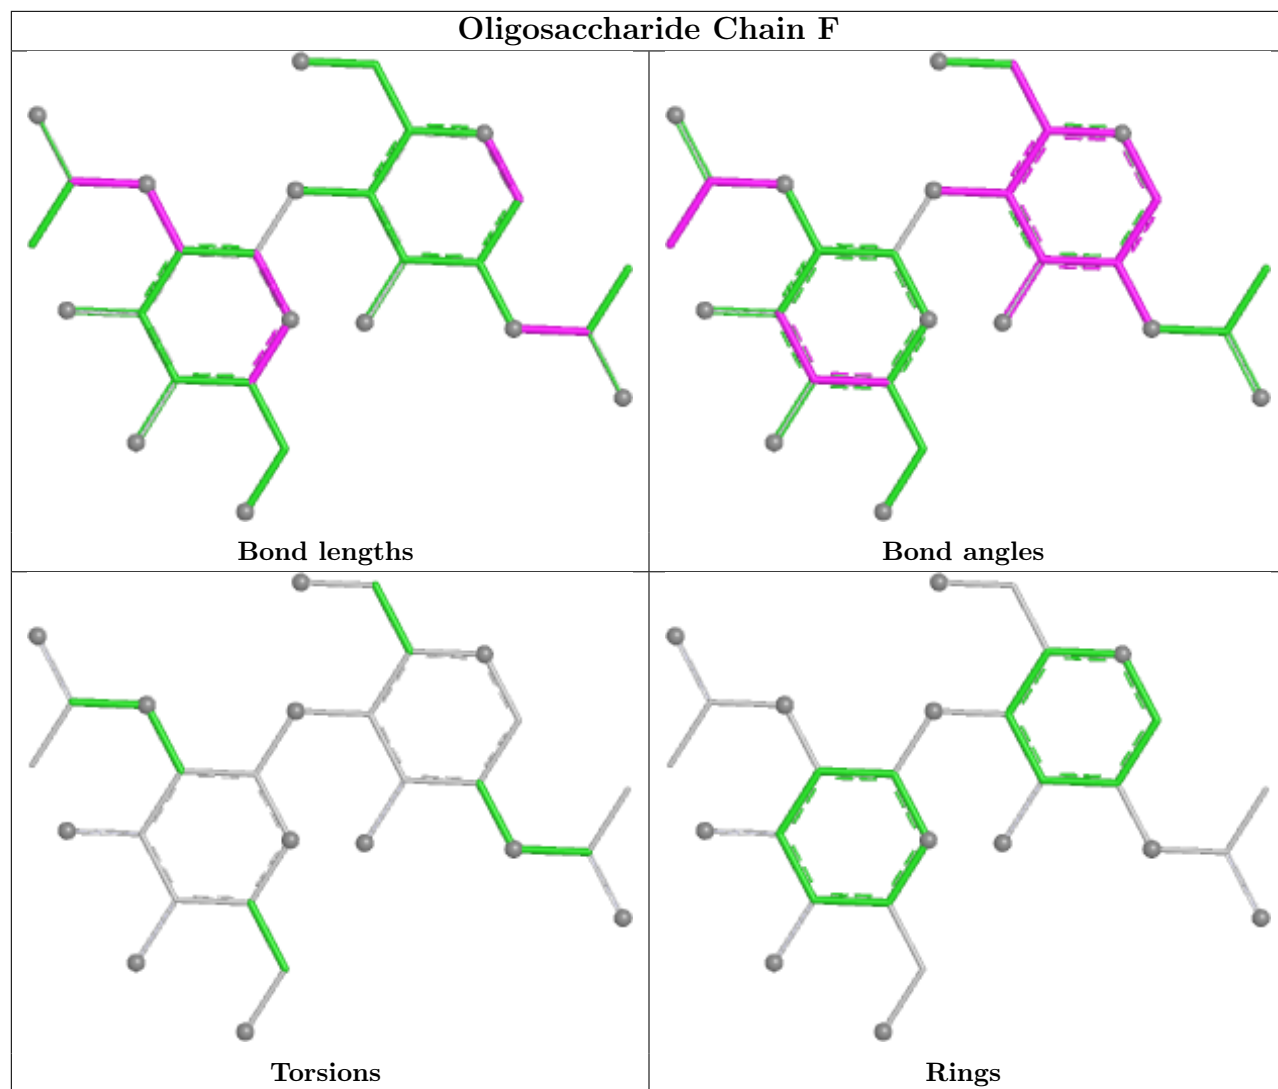 Oligosaccharide Chain F
Bond lengths
Bond angles
Torsions
Rings